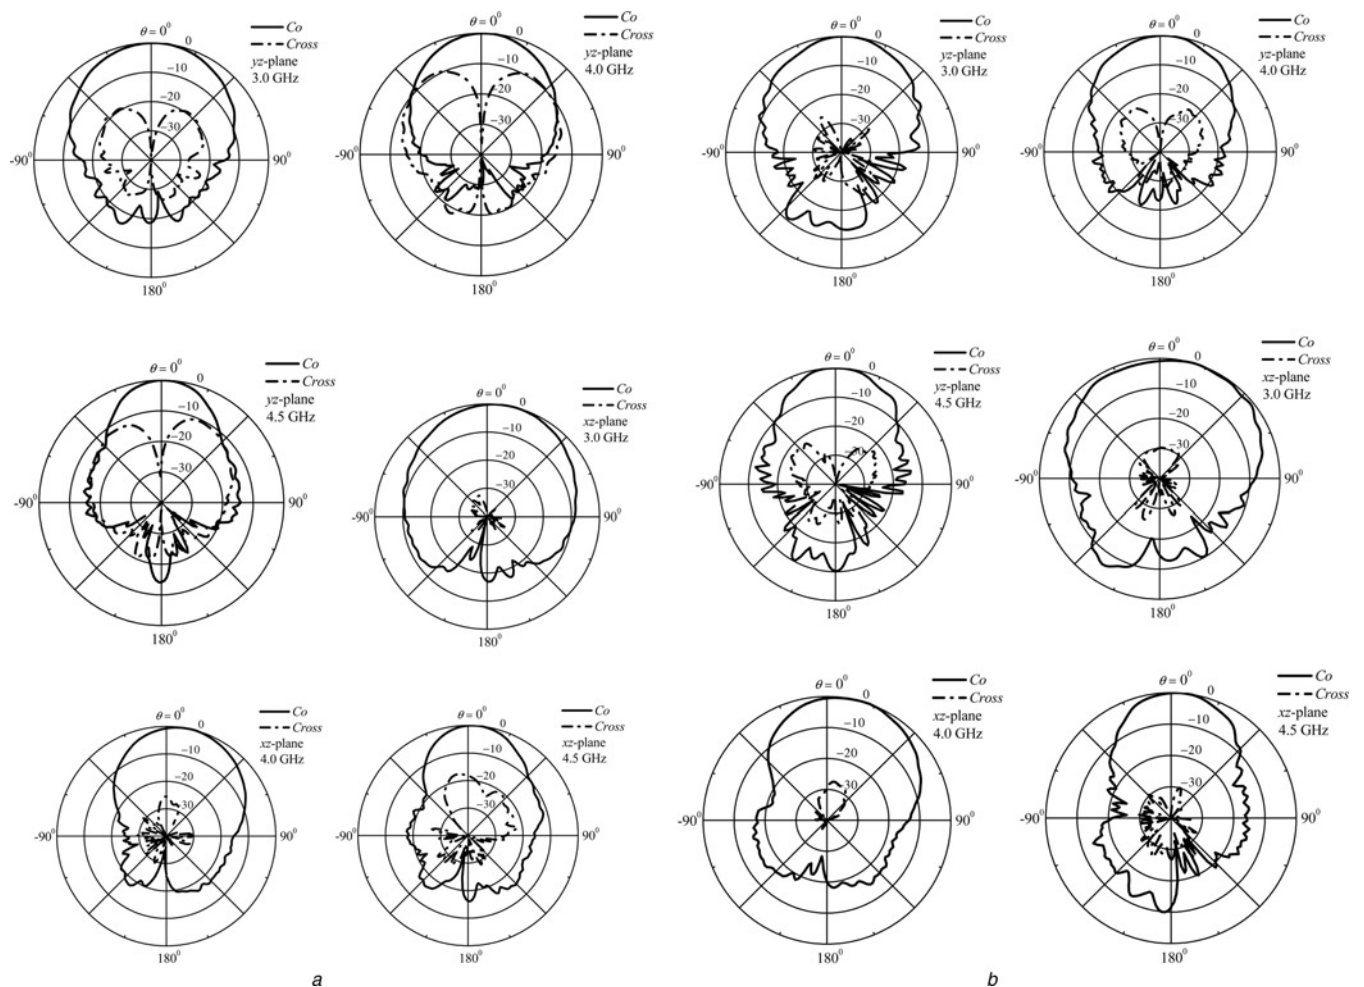 θ = 0⁰
0
−10
−20
−30
-90⁰
90⁰
180⁰
Co
Cross
yz-plane
3.0 GHz
θ = 0⁰
0
−10
−20
−30
-90⁰
90⁰
180⁰
Co
Cross
yz-plane
4.0 GHz
θ = 0⁰
0
−10
−20
−30
-90⁰
90⁰
180⁰
Co
Cross
yz-plane
3.0 GHz
θ = 0⁰
0
−10
−20
−30
-90⁰
90⁰
180⁰
Co
Cross
yz-plane
4.0 GHz
θ = 0⁰
0
−10
−20
−30
-90⁰
90⁰
180⁰
Co
Cross
yz-plane
4.5 GHz
θ = 0⁰
0
−10
−20
−30
-90⁰
90⁰
180⁰
Co
Cross
xz-plane
3.0 GHz
θ = 0⁰
0
−10
−20
−30
-90⁰
90⁰
180⁰
Co
Cross
yz-plane
4.5 GHz
θ = 0⁰
0
−10
−20
−30
-90⁰
90⁰
180⁰
Co
Cross
xz-plane
3.0 GHz
θ = 0⁰
0
−10
−20
−30
-90⁰
90⁰
180⁰
Co
Cross
xz-plane
4.0 GHz
θ = 0⁰
0
−10
−20
−30
-90⁰
90⁰
180⁰
Co
Cross
xz-plane
4.5 GHz
θ = 0⁰
0
−10
−20
−30
-90⁰
90⁰
180⁰
Co
Cross
xz-plane
4.0 GHz
θ = 0⁰
0
−10
−20
−30
-90⁰
90⁰
180⁰
Co
Cross
xz-plane
4.5 GHz
a
b